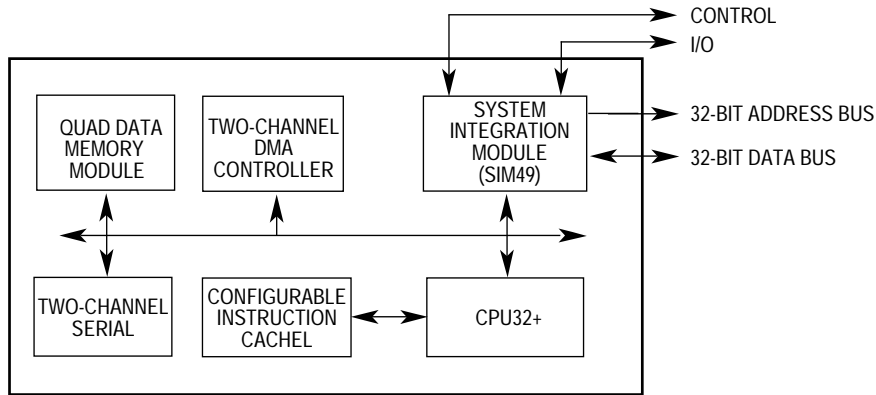 CONTROL
I/O
QUAD DATA
MEMORY
MODULE
TWO-CHANNEL
DMA
CONTROLLER
SYSTEM
INTEGRATION
MODULE
(SIM49)
32-BIT ADDRESS BUS
32-BIT DATA BUS
TWO-CHANNEL
SERIAL
CONFIGURABLE
INSTRUCTION
CACHEL
CPU32+